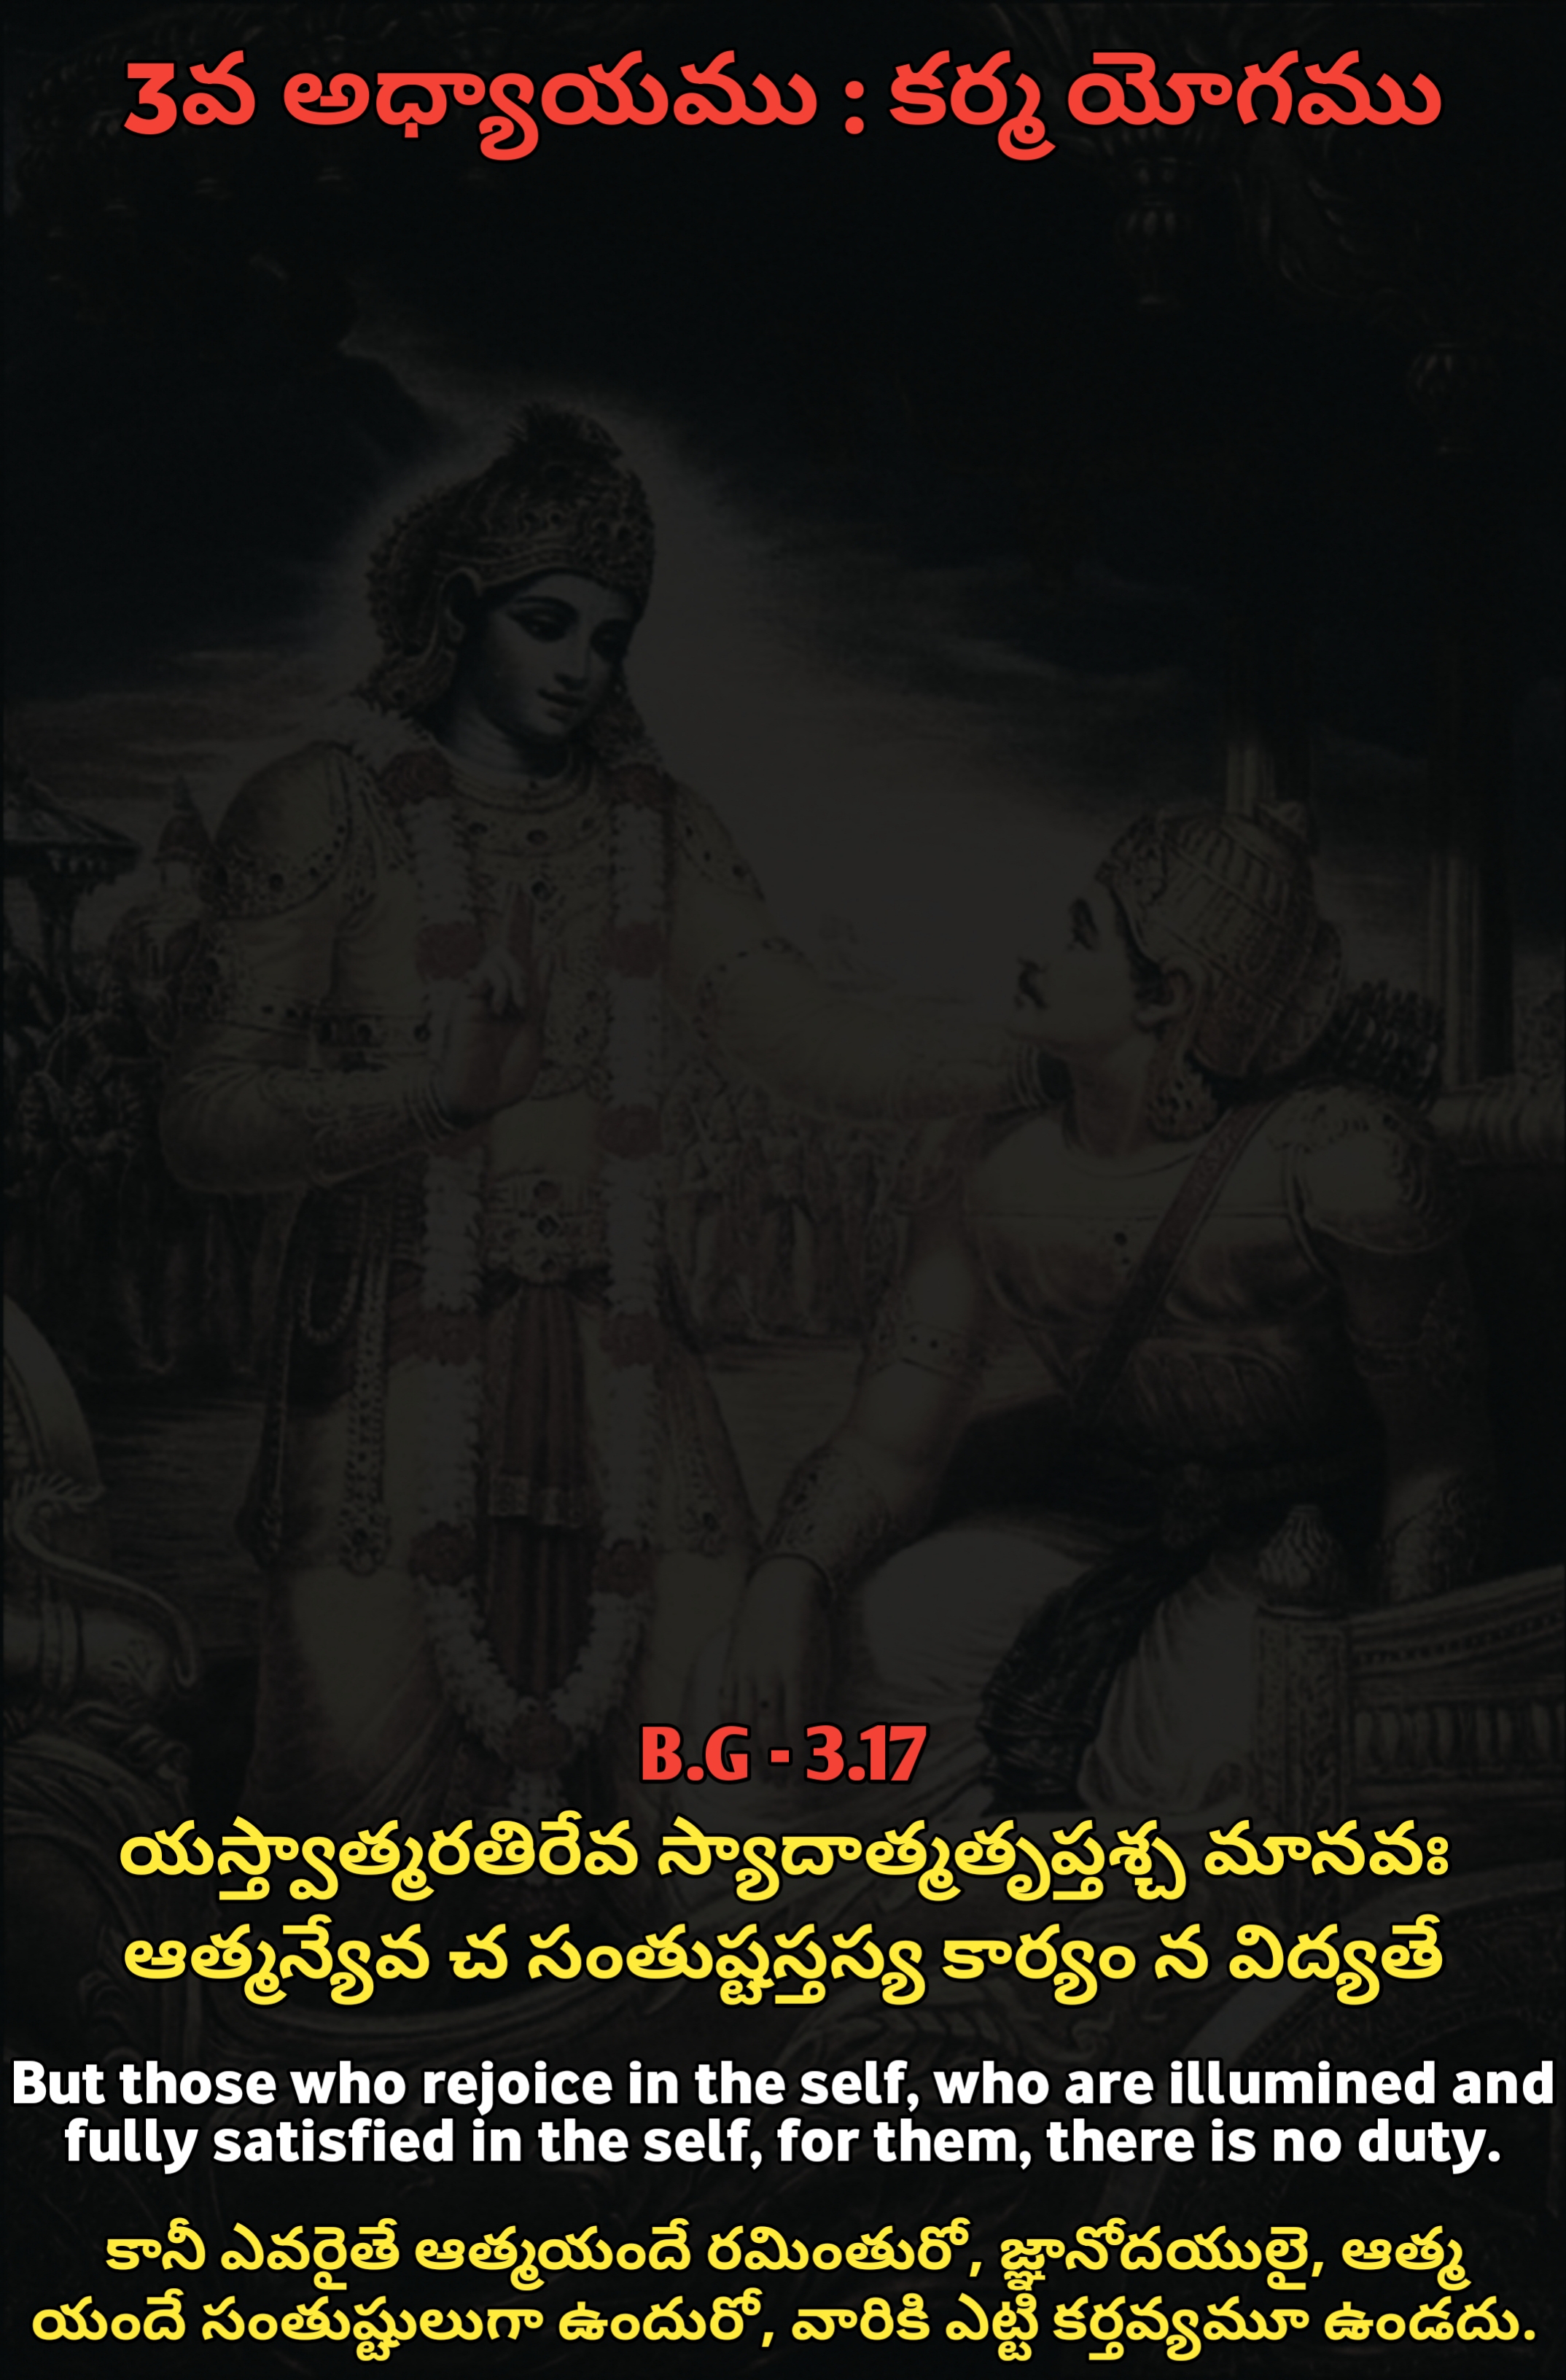 3వ అధ్యాయము : కర్మ యోగము
B.G - 3.17
యస్త్వాత్మరతిరేవ స్యాదాత్మతృప్తశ్చ మానవః
ఆత్మన్యేవ చ సంతుష్టస్తస్య కార్యం న విద్యతే
But those who rejoice in the self, who are illumined and
fully satisfied in the self, for them, there is no duty.
కానీ ఎవరైతే ఆత్మయందే రమింతురో, జ్ఞానోదయులై, ఆత్మ
యందే సంతుష్టులుగా ఉందురో, వారికి ఎట్టి కర్తవ్యమూ ఉండదు.